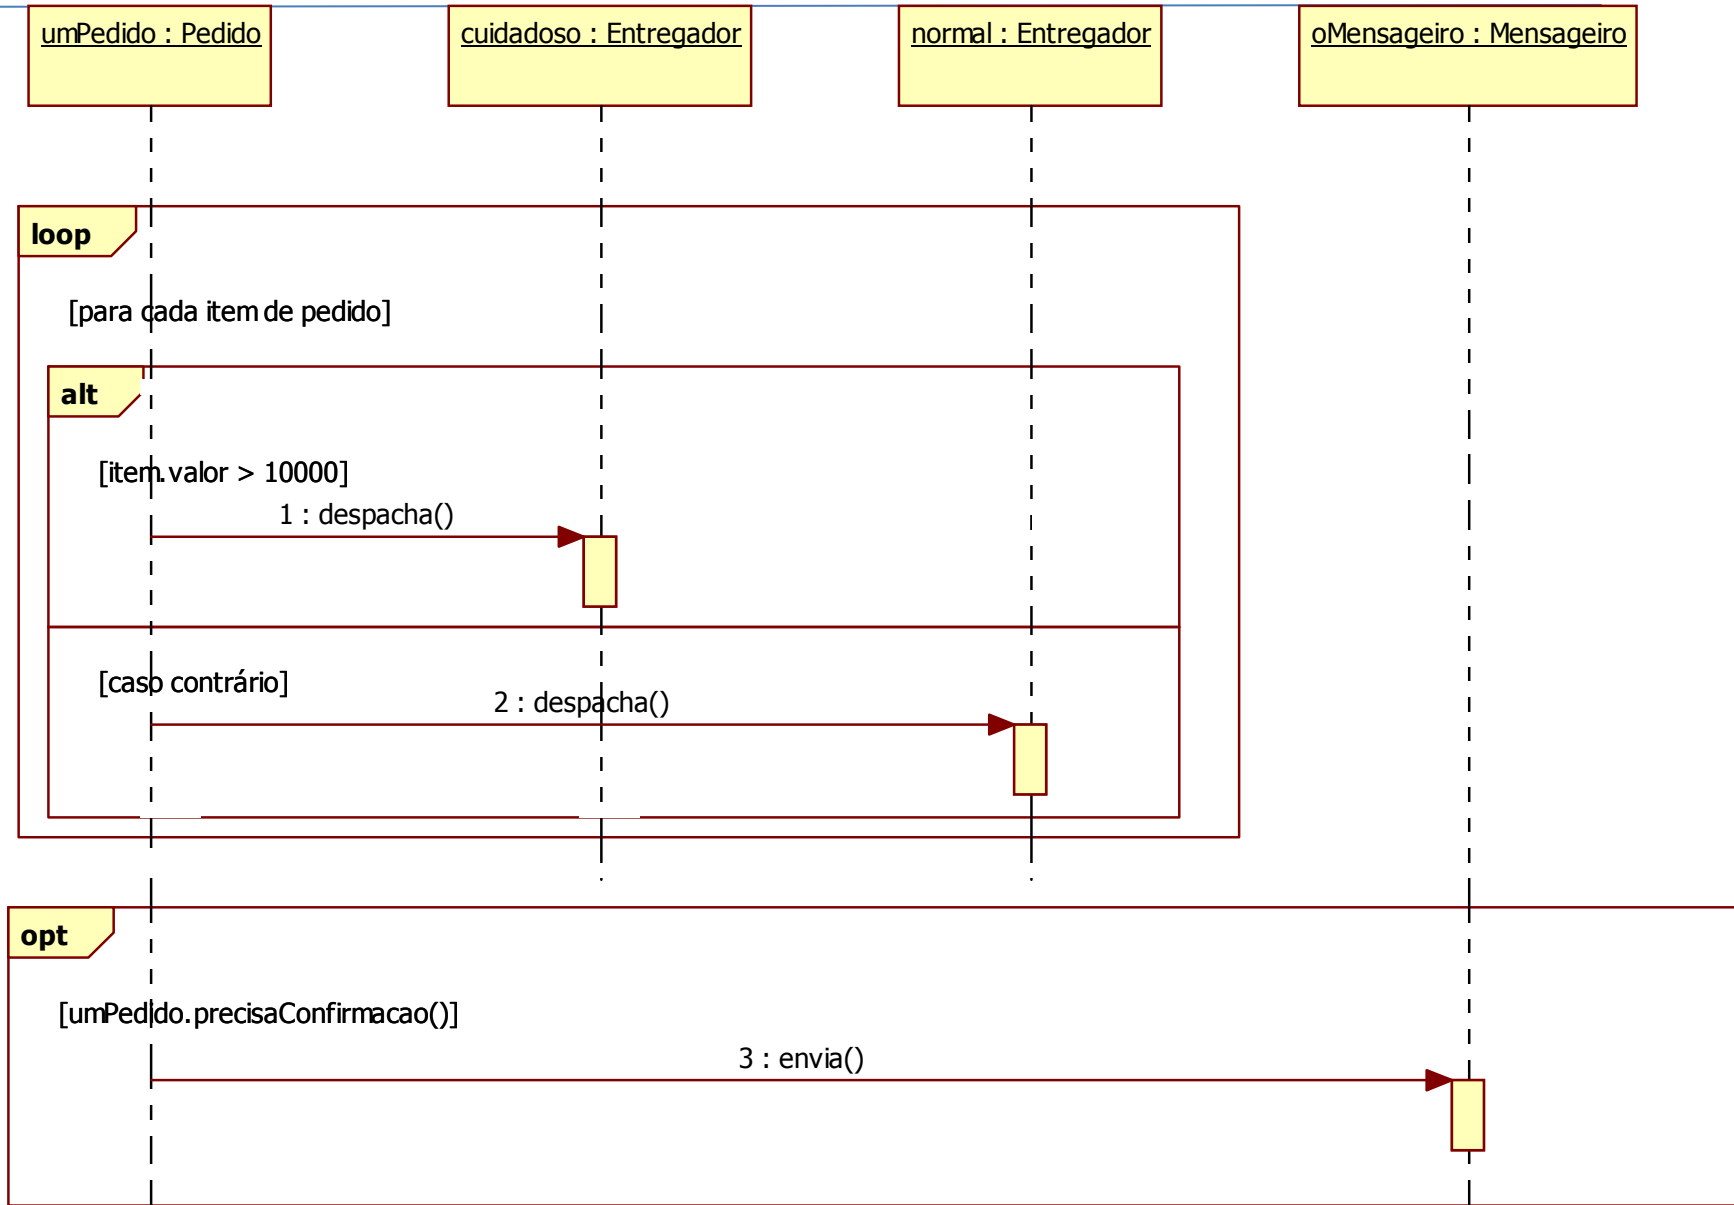 umPedido : Pedido
cuidadoso : Entregador
normal : Entregador
oMensageiro : Mensageiro
loop
[para cada item de pedido]
alt
[item.valor > 10000]
1 : despacha()
[caso contrário]
2 : despacha()
opt
[umPedido.precisaConfirmacao()]
3 : envia()